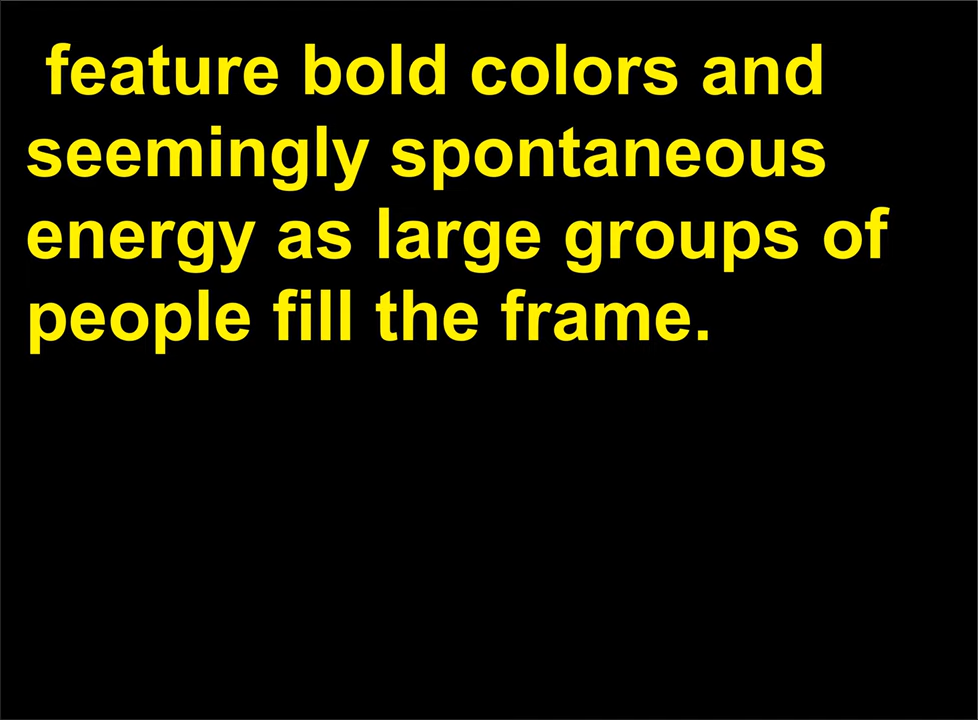 feature bold colors and
seemingly spontaneous
energy as large groups of
people fill the frame.